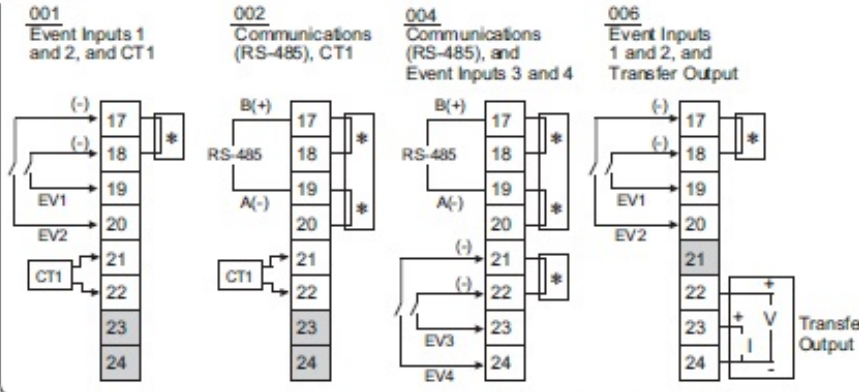 001
Event Inputs 1
and 2, and CT1
(-)
17
*
(-)
18
19
EV1
20
EV2
21
CT1
22
23
24
002
Communications
(RS-485), CT1
B(+)
17
*
RS-485
18
19
A(-)
20
*
21
CT1
22
23
24
004
Communications
(RS-485), and
Event Inputs 3 and 4
B(+)
17
*
RS-485
18
19
A(-)
20
*
(-)
21
*
(-)
22
23
EV3
24
EV4
006
Event Inputs
1 and 2, and
Transfer Output
(-)
17
*
(-)
18
19
EV1
20
EV2
21
22
+
23
+
V
I
24
-
Transfe
Output